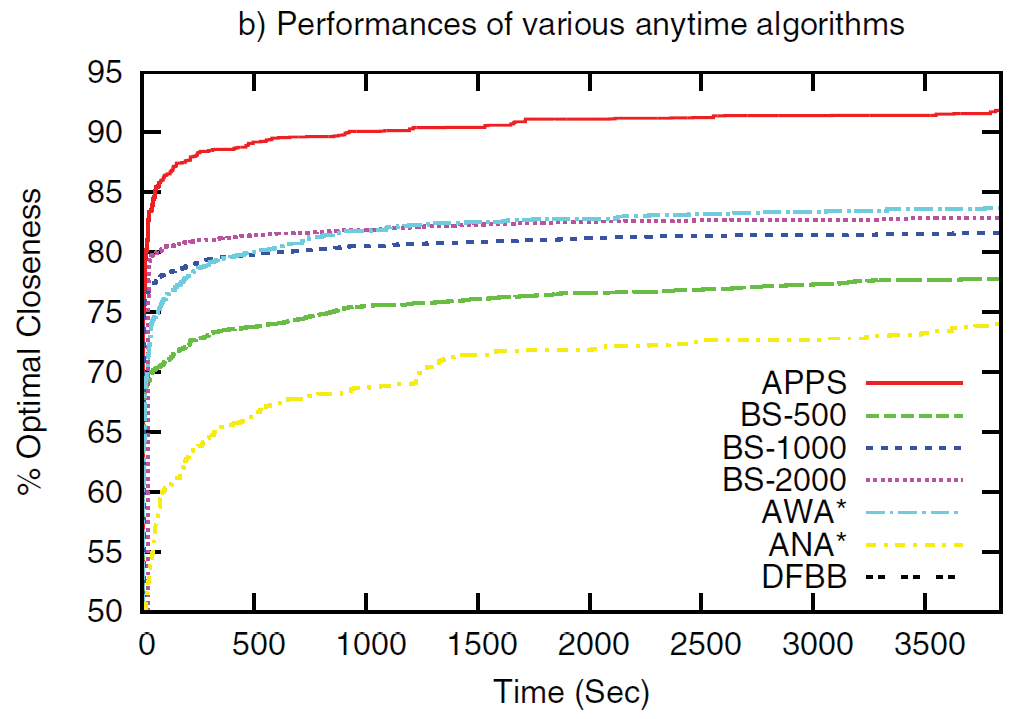 b) Performances of various anytime algorithms
% Optimal Closeness
95
90
85
80
75
70
65
60
55
50
APPS
BS-500
BS-1000
BS-2000
AWA*
ANA*
DFBB
0 500 1000 1500 2000 2500 3000 3500
Time (Sec)